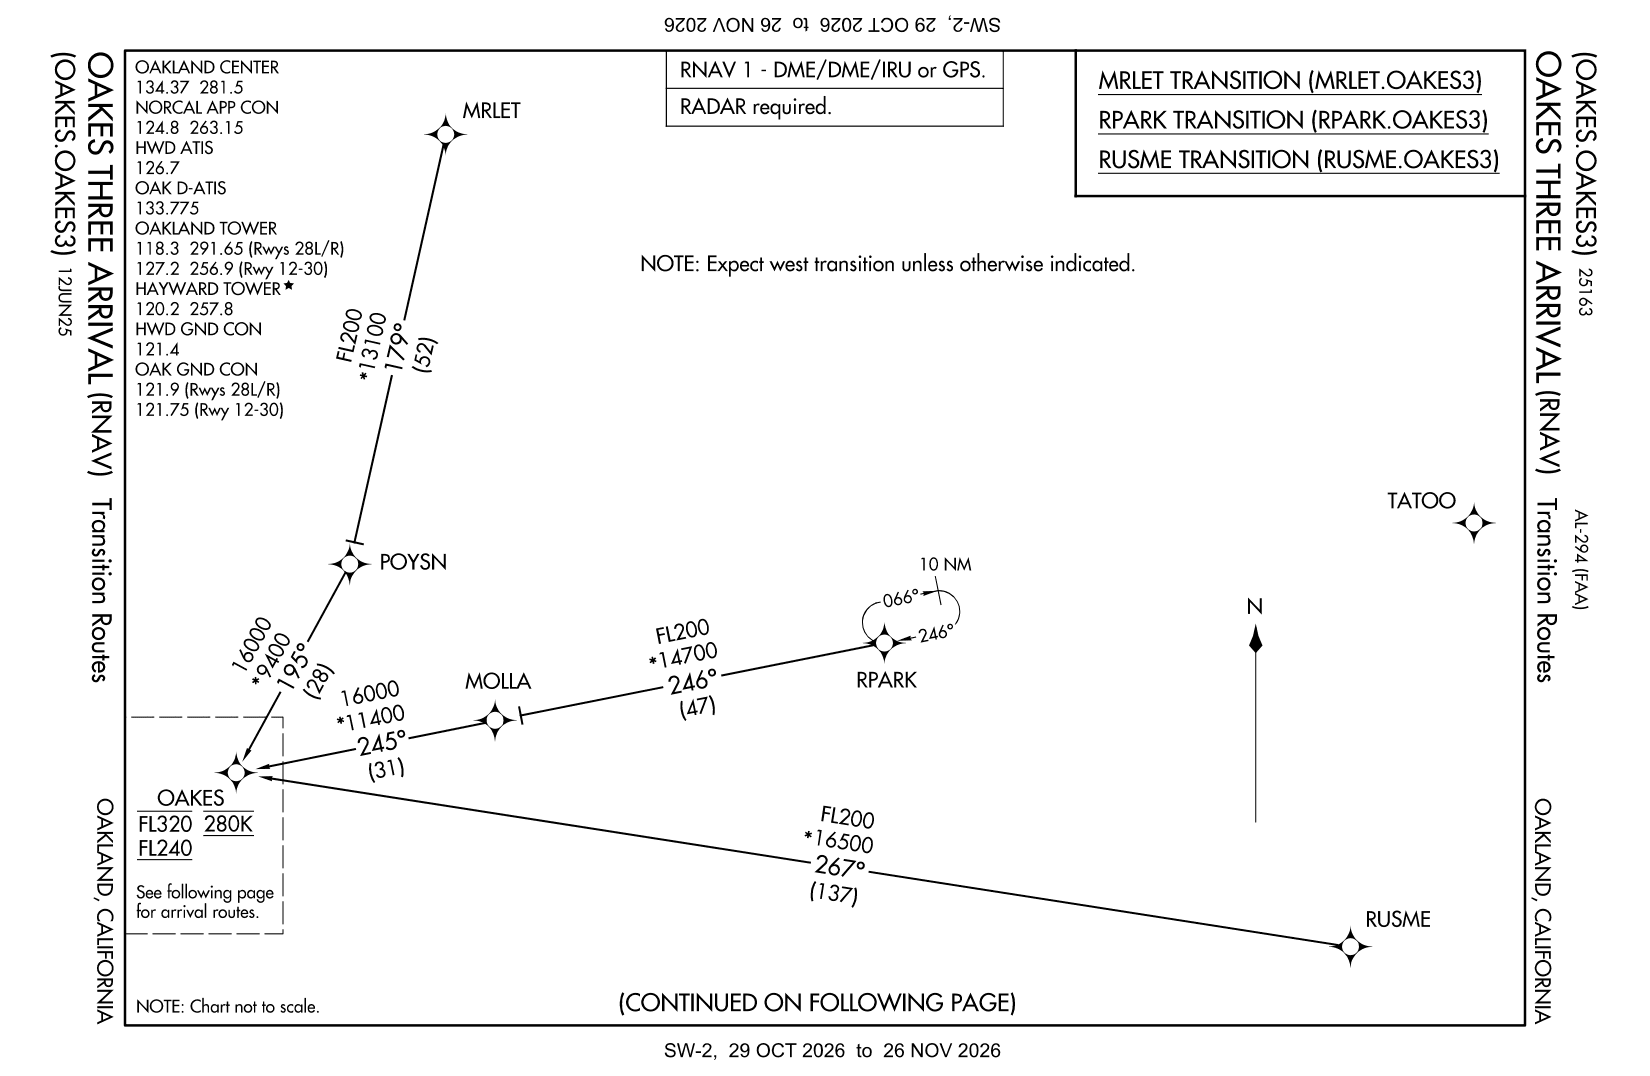 SW-2, 29 OCT 2026 to 26 NOV 2026
(OAKES.OAKES3) 12JUN25
OAKES THREE ARRIVAL (RNAV) Transition Routes
OAKLAND, CALIFORNIA
OAKLAND CENTER
134.37 281.5
NORCAL APP CON
124.8 263.15
HWD ATIS
126.7
OAK D-ATIS
133.775
OAKLAND TOWER
118.3 291.65 (Rwys 28L/R)
127.2 256.9 (Rwy 12-30)
HAYWARD TOWER★
120.2 257.8
HWD GND CON
121.4
OAK GND CON
121.9 (Rwys 28L/R)
121.75 (Rwy 12-30)
RNAV 1 - DME/DME/IRU or GPS.
RADAR required.
MRLET TRANSITION (MRLET.OAKES3)
RPARK TRANSITION (RPARK.OAKES3)
RUSME TRANSITION (RUSME.OAKES3)
NOTE: Expect west transition unless otherwise indicated.
MRLET
FL200
*13100
179°
(52)
POYSN
16000
*9400
195°
(28)
TATOO
10 NM
066°
246°
RPARK
N
FL200
*14700
246°
(47)
MOLLA
16000
*11400
245°
(31)
OAKES
FL320 280K
FL240
See following page
for arrival routes.
FL200
*16500
267°
(137)
RUSME
NOTE: Chart not to scale.
(CONTINUED ON FOLLOWING PAGE)
OAKES THREE ARRIVAL (RNAV) Transition Routes
OAKLAND, CALIFORNIA
(OAKES.OAKES3) 25163
AL-294 (FAA)
SW-2, 29 OCT 2026 to 26 NOV 2026